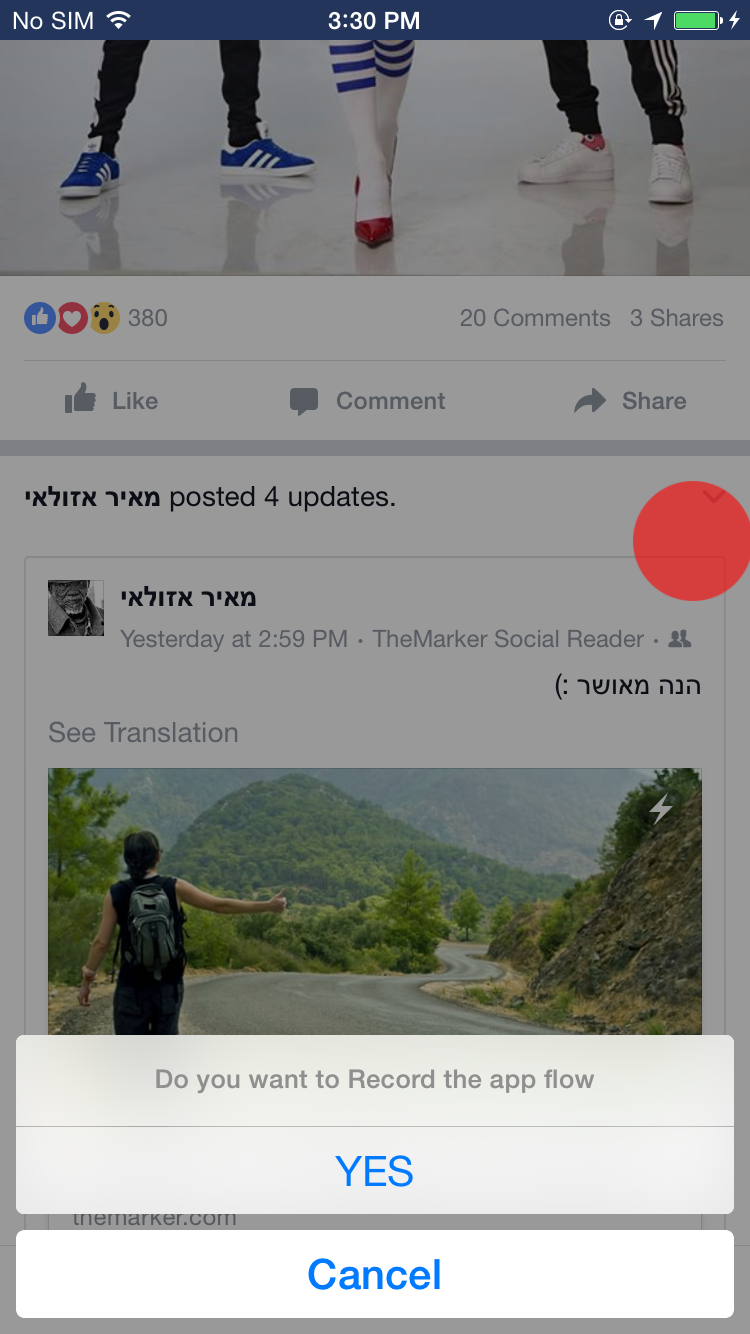 No SIM 3:30 PM
380 20 Comments 3 Shares
Like Comment Share
מאיר אזולאי posted 4 updates.
מאיר אזולאי
Yesterday at 2:59 PM · TheMarker Social Reader ·
הנה מאושר :)
See Translation
Do you want to Record the app flow
YES
themarker.com
Cancel